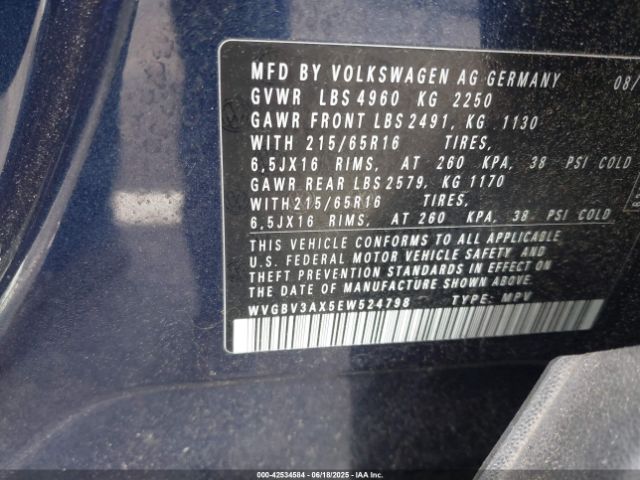 MFD BY VOLKSWAGEN AG GERMANY 08/
GVWR LBS 4960 KG 2250
GAWR FRONT LBS 2491, KG 1130
WITH 215/65R16 TIRES,
6,5JX16 RIMS, AT 260 KPA, 38 PSI COLD
GAWR REAR LBS 2579, KG 1170
WITH 215/65R16 TIRES,
6,5JX16 RIMS, AT 260 KPA, 38 PSI COLD
THIS VEHICLE CONFORMS TO ALL APPLICABLE
U.S. FEDERAL MOTOR VEHICLE SAFETY AND
THEFT PREVENTION STANDARDS IN EFFECT ON
THE DATE OF MANUFACTURE SHOWN ABOVE
WVGBV3AX5EW524798 TYPE: MPV
000-42534584 | 06/18/2025 - IAA Inc.